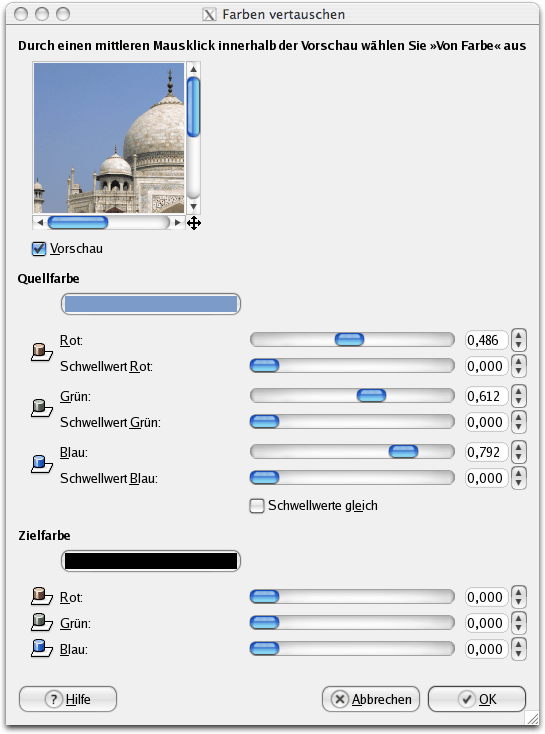 Farben vertauschen
Durch einen mittleren Mausklick innerhalb der Vorschau wählen Sie »Von Farbe« aus
Vorschau
Quellfarbe
Rot: 0,486
Schwellwert Rot: 0,000
Grün: 0,612
Schwellwert Grün: 0,000
Blau: 0,792
Schwellwert Blau: 0,000
Schwellwerte gleich
Zielfarbe
Rot: 0,000
Grün: 0,000
Blau: 0,000
? Hilfe Abbrechen OK